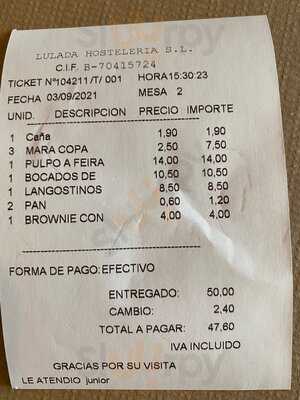 LULADA HOSTELERIA S.L.
C.I.F. B-70415724
TICKET Nº104211/T/ 001 HORA15:30:23
FECHA 03/09/2021 MESA 2
UNID. DESCRIPCION PRECIO IMPORTE
1 Caña 1,90 1,90
3 MARA COPA 2,50 7,50
1 PULPO A FEIRA 14,00 14,00
1 BOCADOS DE 10,50 10,50
1 LANGOSTINOS 8,50 8,50
2 PAN 0,60 1,20
1 BROWNIE CON 4,00 4,00
FORMA DE PAGO:EFECTIVO
ENTREGADO: 50,00
CAMBIO: 2,40
TOTAL A PAGAR: 47,60
IVA INCLUIDO
GRACIAS POR SU VISITA
LE ATENDIO junior